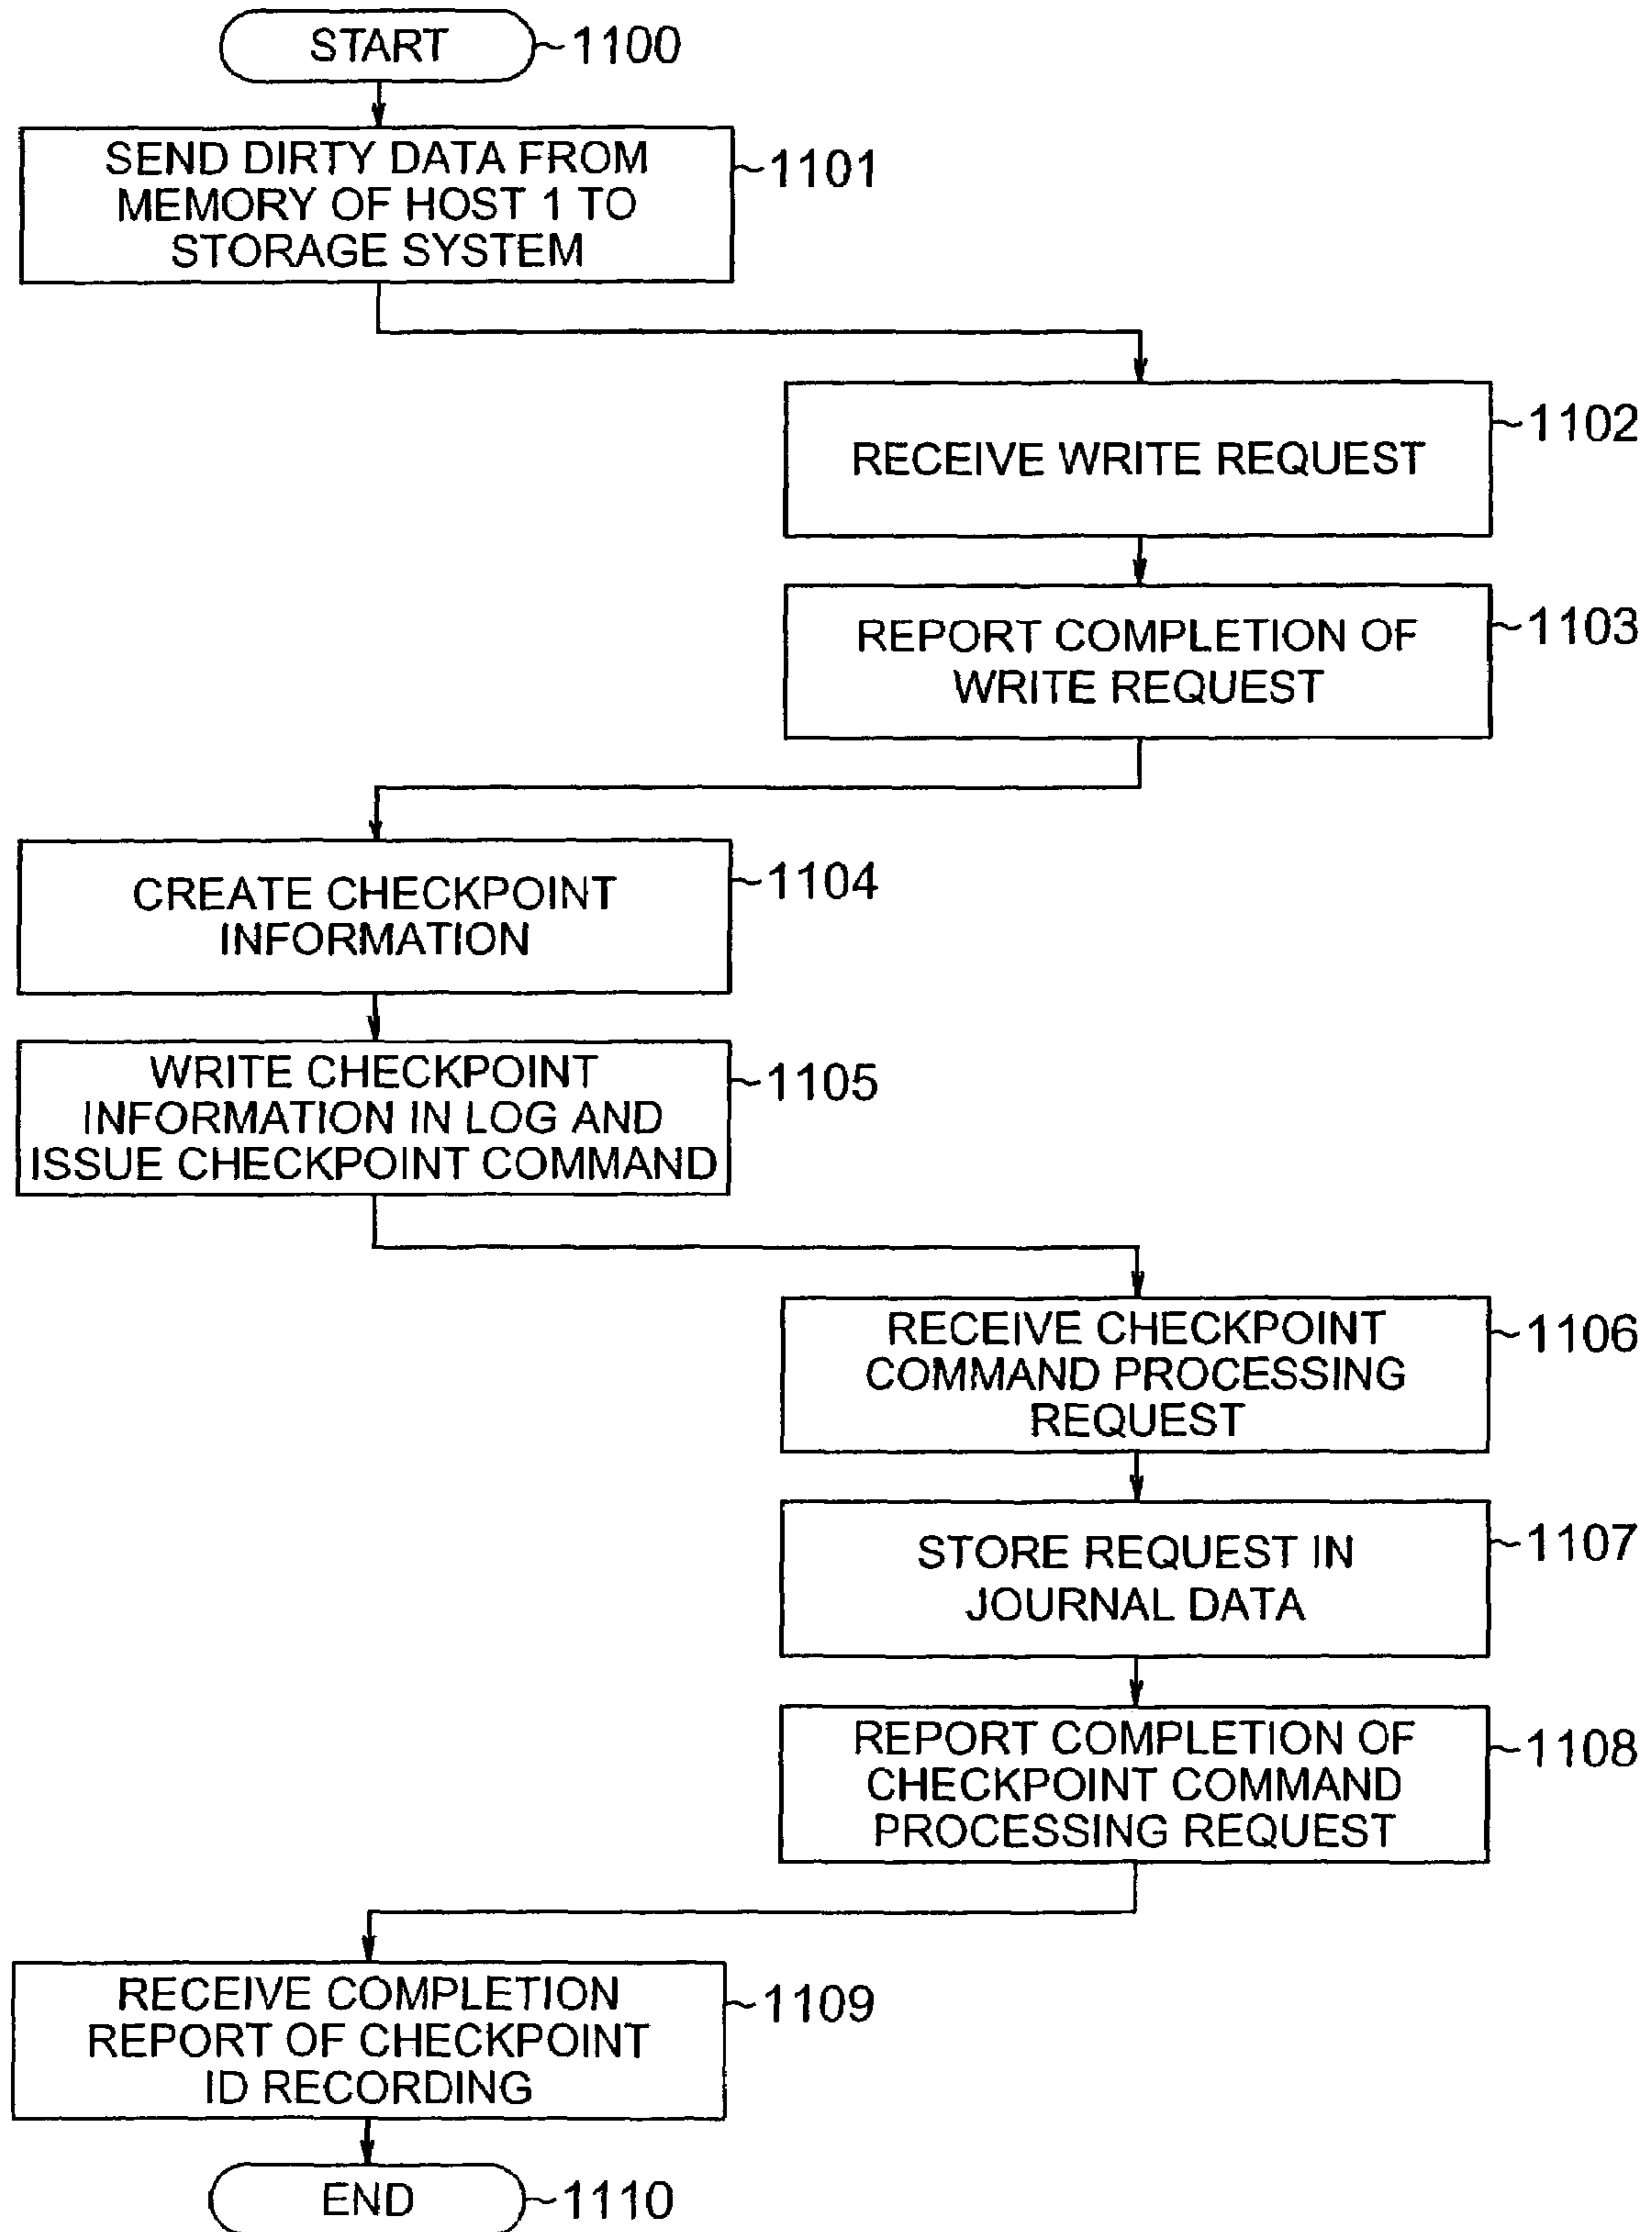 START
1100
SEND DIRTY DATA FROM
MEMORY OF HOST 1 TO
STORAGE SYSTEM
1101
RECEIVE WRITE REQUEST
1102
REPORT COMPLETION OF
WRITE REQUEST
1103
CREATE CHECKPOINT
INFORMATION
1104
WRITE CHECKPOINT
INFORMATION IN LOG AND
ISSUE CHECKPOINT COMMAND
1105
RECEIVE CHECKPOINT
COMMAND PROCESSING
REQUEST
1106
STORE REQUEST IN
JOURNAL DATA
1107
REPORT COMPLETION OF
CHECKPOINT COMMAND
PROCESSING REQUEST
1108
RECEIVE COMPLETION
REPORT OF CHECKPOINT
ID RECORDING
1109
END
1110